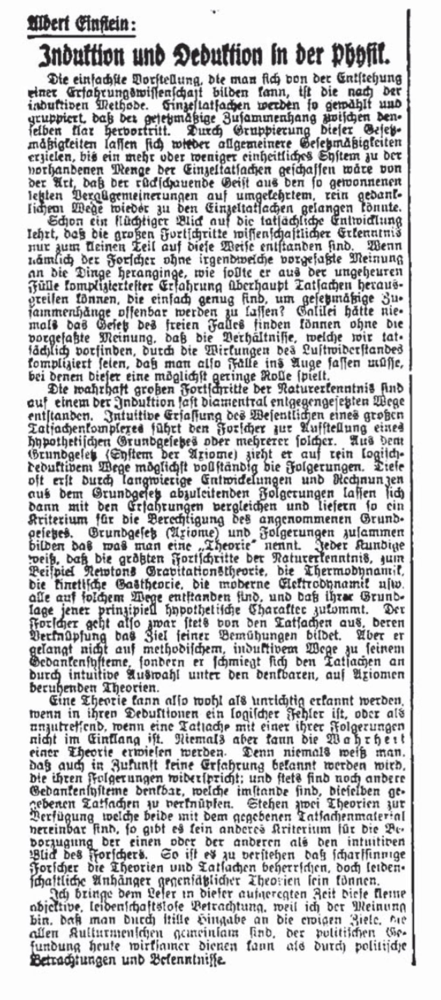 Albert Einstein:
Induktion und Deduktion in der Physik.
Die einfachste Vorstellung, die man sich von der Entstehung
einer Erfahrungswissenschaft bilden kann, ist die nach der
induktiven Methode. Einzeltatsachen werden so gewählt und
gruppiert, daß der gesetzmäßige Zusammenhang zwischen den-
selben klar hervortritt. Durch Gruppierung dieser Gesetz-
mäßigkeiten lassen sich wieder allgemeinere Gesetzmäßigkeiten
erzielen, bis ein mehr oder weniger einheitliches System zu der
vorhandenen Menge der Einzeltatsachen geschaffen wäre von
der Art, daß der rückschauende Geist aus den so gewonnenen
letzten Verallgemeinerungen auf umgekehrtem, rein gedank-
lichem Wege wieder zu den Einzeltatsachen gelangen könnte.
Schon ein flüchtiger Blick auf die tatsächliche Entwicklung
lehrt, daß die großen Fortschritte wissenschaftlicher Erkenntnis
nur zum kleinen Teil auf diese Weise entstanden sind. Wenn
nämlich der Forscher ohne irgendwelche vorgefaßte Meinung
an die Dinge heranginge, wie sollte er aus der ungeheuren
Fülle kompliziertester Erfahrung überhaupt Tatsachen heraus-
greifen können, die einfach genug sind, um gesetzmäßige Zu-
sammenhänge offenbar werden zu lassen? Galilei hätte nie-
mals das Gesetz des freien Falles finden können ohne die
vorgefaßte Meinung, daß die Verhältnisse, welche wir tat-
sächlich vorfinden, durch die Wirkungen des Luftwiderstandes
kompliziert seien, daß man also Fälle ins Auge fassen müsse,
bei denen dieser eine möglichst geringe Rolle spielt.
Die wahrhaft großen Fortschritte der Naturerkenntnis sind
auf einem der Induktion fast diamentral entgegengesetzten Wege
entstanden. Intuitive Erfassung des Wesentlichen eines großen
Tatsachenkomplexes führt den Forscher zur Aufstellung eines
hypothetischen Grundgesetzes oder mehrerer solcher. Aus dem
Grundgesetz (System der Axiome) zieht er auf rein logisch-
deduktivem Wege möglichst vollständig die Folgerungen. Diese
oft erst durch langwierige Entwickelungen und Rechnungen
aus dem Grundgesetz abzuleitenden Folgerungen lassen sich
dann mit den Erfahrungen vergleichen und liefern so ein
Kriterium für die Berechtigung des angenommenen Grund-
gesetzes. Grundgesetz (Axiome) und Folgerungen zusammen
bilden das was man eine „Theorie“ nennt. Jeder Kundige
weiß, daß die größten Fortschritte der Naturerkenntnis, zum
Beispiel Newtons Gravitationstheorie, die Thermodynamik,
die kinetische Gastheorie, die moderne Elektrodynamik usw.
alle auf solchem Wege entstanden sind, und daß ihrer Grund-
lage jener prinzipiell hypothetische Charakter zukommt. Der
Forscher geht also zwar stets von den Tatsachen aus, deren
Verknüpfung das Ziel seiner Bemühungen bildet. Aber er
gelangt nicht auf methodischem, induktivem Wege zu seinem
Gedankensysteme, sondern er schmiegt sich den Tatsachen an
durch intuitive Auswahl unter den denkbaren, auf Axiomen
beruhenden Theorien.
Eine Theorie kann also wohl als unrichtig erkannt werden,
wenn in ihren Deduktionen ein logischer Fehler ist, oder als
unzutreffend, wenn eine Tatsache mit einer ihrer Folgerungen
nicht im Einklang ist. Niemals aber kann die Wahrheit
einer Theorie erwiesen werden. Denn niemals weiß man,
daß auch in Zukunft keine Erfahrung bekannt werden wird,
die ihren Folgerungen widerspricht; und stets sind noch andere
Gedankensysteme denkbar, welche imstande sind, dieselben ge-
gebenen Tatsachen zu verknüpfen. Stehen zwei Theorien zur
Verfügung welche beide mit dem gegebenen Tatsachenmaterial
vereinbar sind, so gibt es kein anderes Kriterium für die Be-
vorzugung der einen oder der anderen als den intuitiven
Blick des Forschers. So ist es zu verstehen daß scharfsinnige
Forscher die Theorien und Tatsachen beherrschen, doch leiden-
schaftliche Anhänger gegensätzlicher Theorien sein können.
Ich bringe dem Leser in dieser aufgeregten Zeit diese kleine
objektive, leidenschaftslose Betrachtung, weil ich der Meinung
bin, daß man durch stille Hingabe an die ewigen Ziele, die
allen Kulturmenschen gemeinsam sind, der politischen Ge-
sundung heute wirksamer dienen kann als durch politische
Betrachtungen und Bekenntnisse.